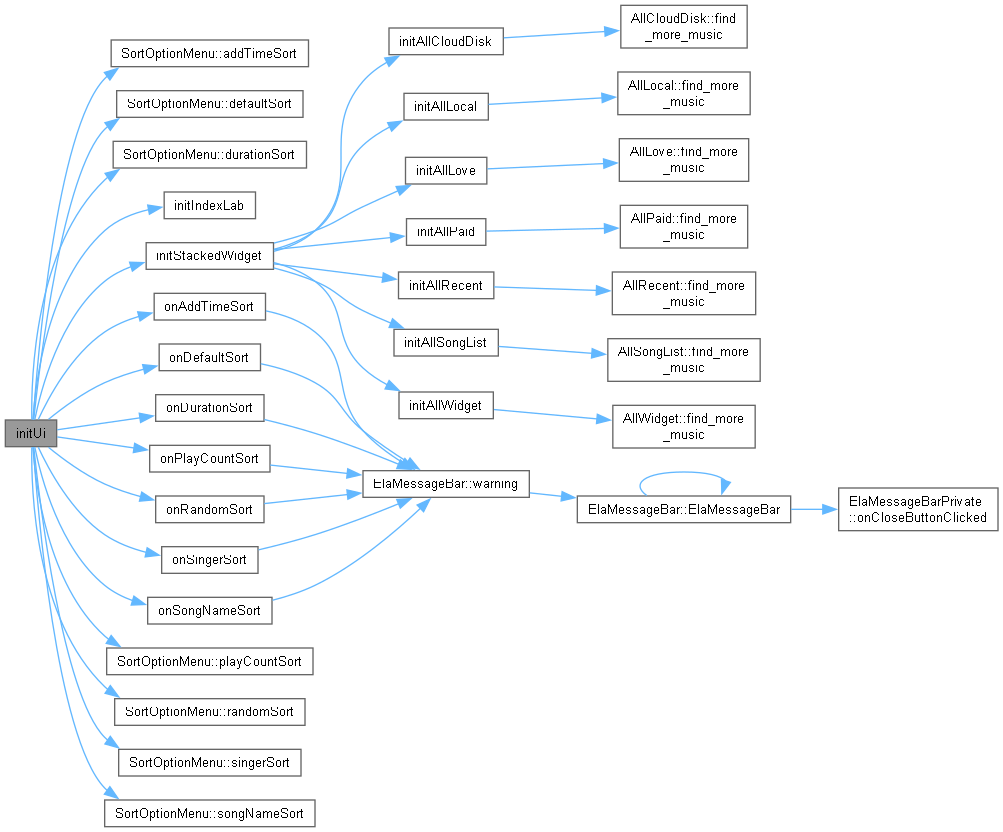 initUi
SortOptionMenu::addTimeSort
SortOptionMenu::defaultSort
SortOptionMenu::durationSort
initIndexLab
initStackedWidget
onAddTimeSort
onDefaultSort
onDurationSort
onPlayCountSort
onRandomSort
onSingerSort
onSongNameSort
SortOptionMenu::playCountSort
SortOptionMenu::randomSort
SortOptionMenu::singerSort
SortOptionMenu::songNameSort
initAllCloudDisk
initAllLocal
initAllLove
initAllPaid
initAllRecent
initAllSongList
initAllWidget
ElaMessageBar::warning
AllCloudDisk::find
_more_music
AllLocal::find_more
_music
AllLove::find_more
_music
AllPaid::find_more
_music
AllRecent::find_more
_music
AllSongList::find_more
_music
AllWidget::find_more
_music
ElaMessageBar::ElaMessageBar
ElaMessageBarPrivate
::onCloseButtonClicked